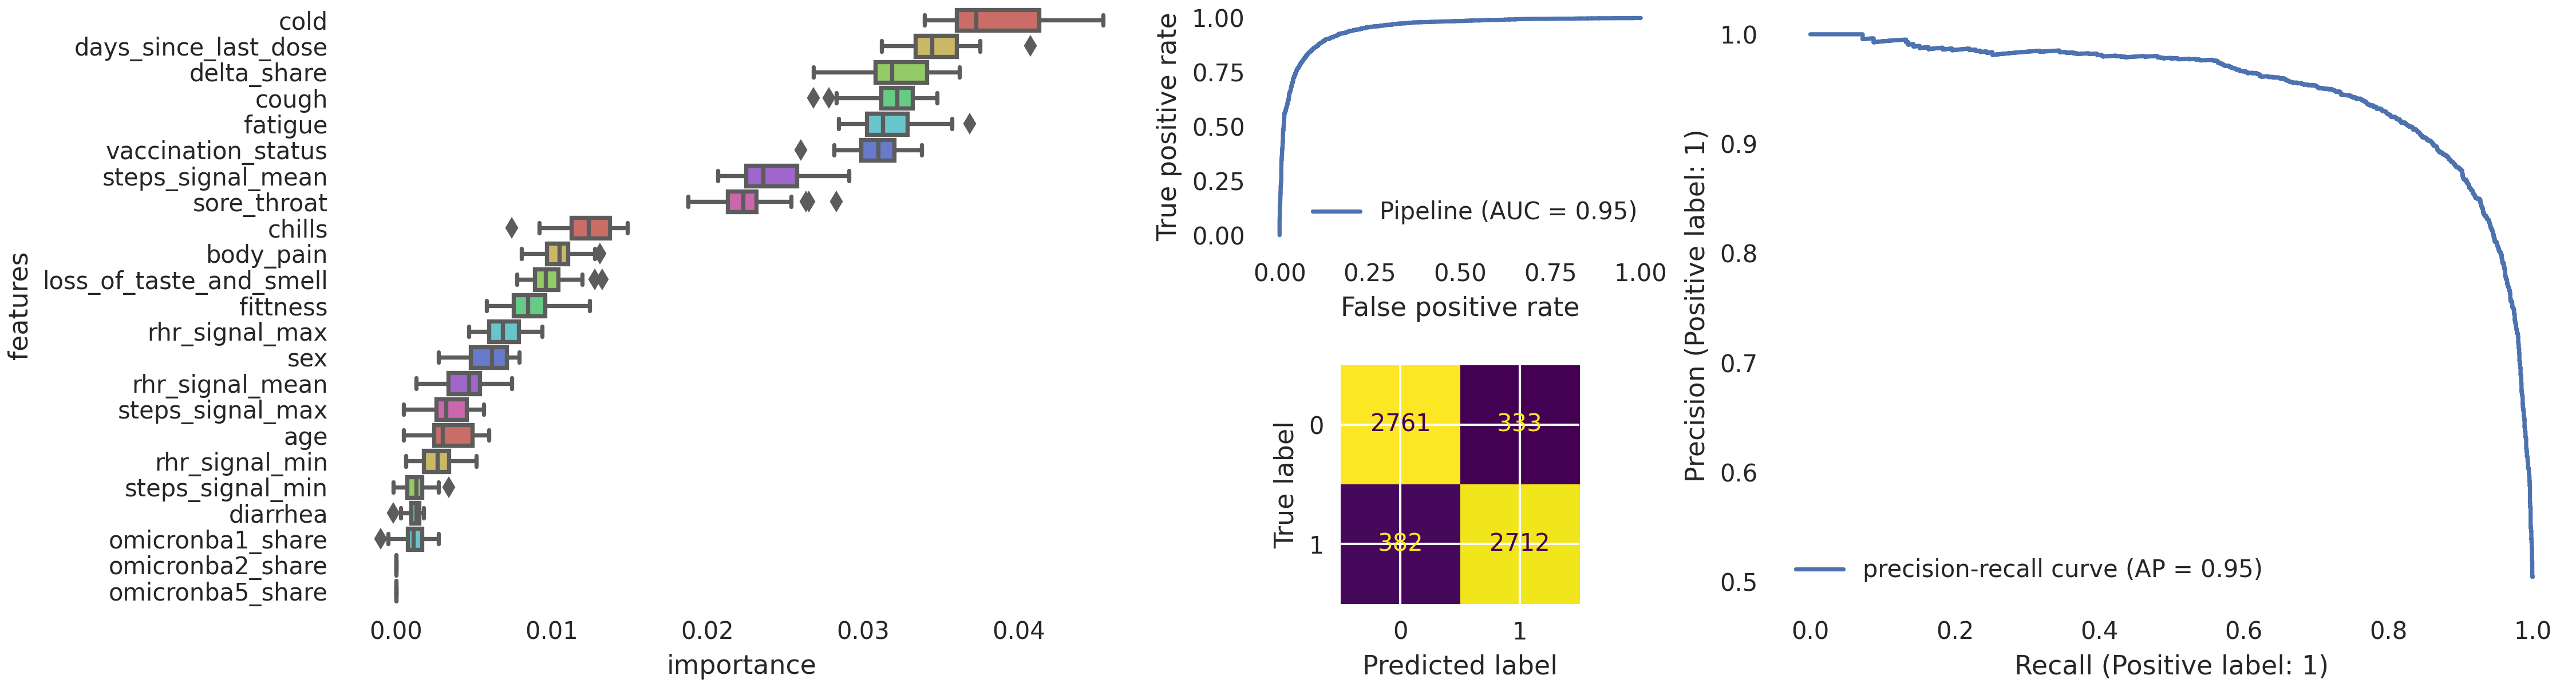 features
cold
days_since_last_dose
delta_share
cough
fatigue
vaccination_status
steps_signal_mean
sore_throat
chills
body_pain
loss_of_taste_and_smell
fittness
rhr_signal_max
sex
rhr_signal_mean
steps_signal_max
age
rhr_signal_min
steps_signal_min
diarrhea
omicronba1_share
omicronba2_share
omicronba5_share
0.00 0.01 0.02 0.03 0.04
importance
True positive rate
1.00
0.75
0.50
0.25
0.00
Pipeline (AUC = 0.95)
0.00 0.25 0.50 0.75 1.00
False positive rate
True label
0
1
2761 333
382 2712
0 1
Predicted label
Precision (Positive label: 1)
1.0
0.9
0.8
0.7
0.6
0.5
precision-recall curve (AP = 0.95)
0.0 0.2 0.4 0.6 0.8 1.0
Recall (Positive label: 1)